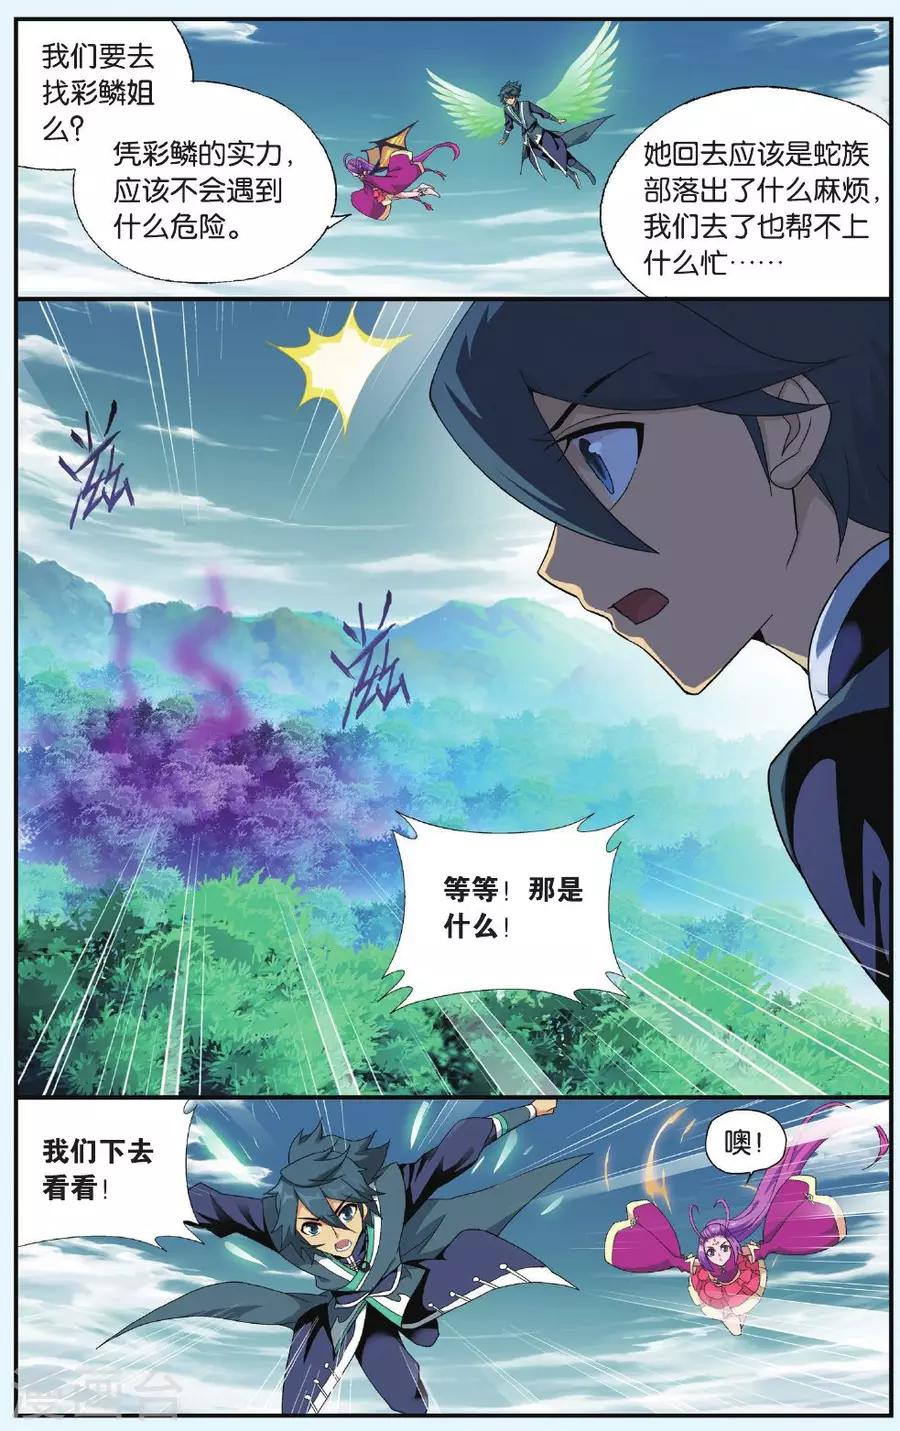 我们要去
找彩鳞姐
么？
凭彩鳞的实力，
应该不会遇到
什么危险。
她回去应该是蛇族
部落出了什么麻烦，
我们去了也帮不上
什么忙……
滋
滋
等等！那是
什么！
我们下去
看看！
噢！
漫画台